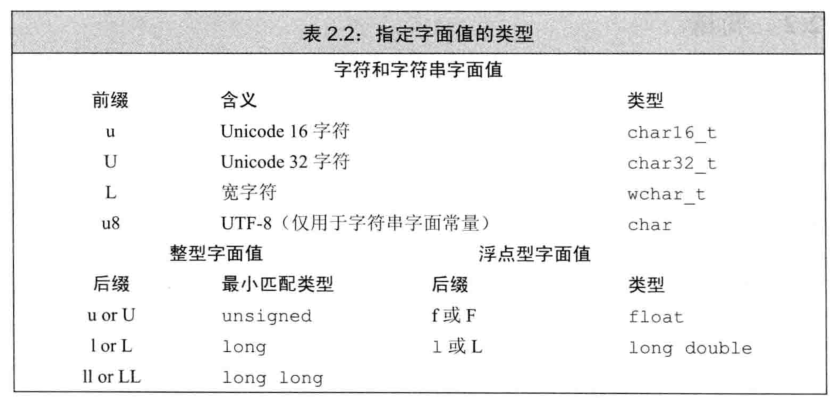 表 2.2：指定字面值的类型
字符和字符串字面值
前缀 含义 类型
u Unicode 16 字符 char16_t
U Unicode 32 字符 char32_t
L 宽字符 wchar_t
u8 UTF-8（仅用于字符串字面常量） char
整型字面值 浮点型字面值
后缀 最小匹配类型 后缀 类型
u or U unsigned f 或 F float
l or L long l 或 L long double
ll or LL long long